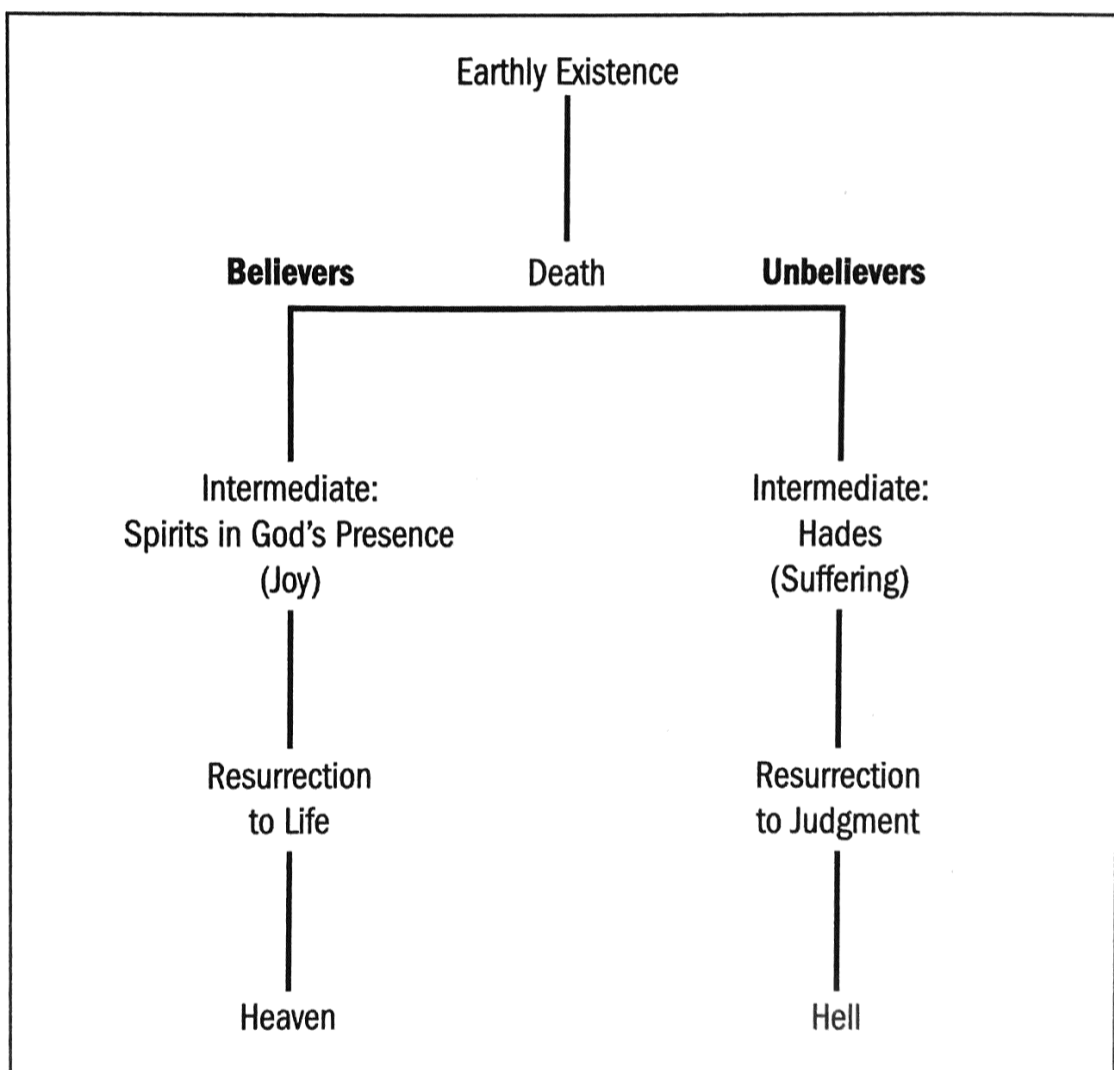 Earthly Existence
Believers Death Unbelievers
Intermediate:
Spirits in God's Presence
(Joy)
Intermediate:
Hades
(Suffering)
Resurrection
to Life
Resurrection
to Judgment
Heaven
Hell